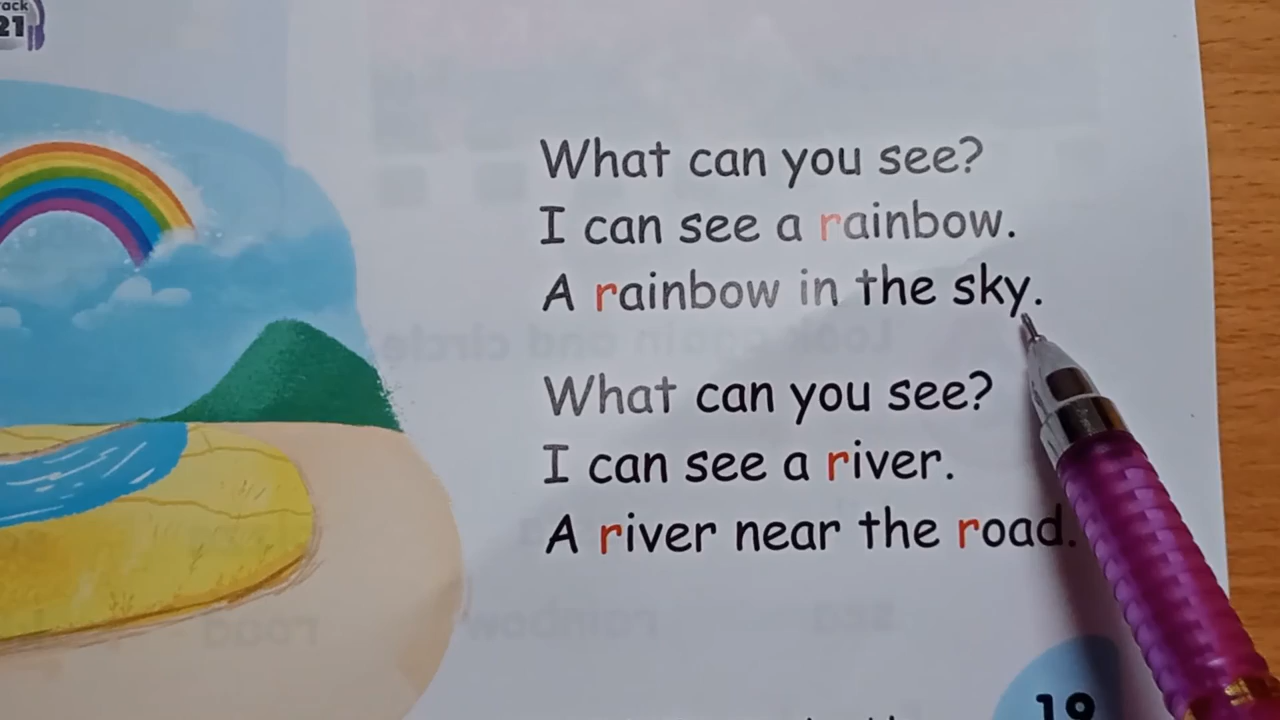 21
What can you see?
I can see a rainbow.
A rainbow in the sky.
What can you see?
I can see a river.
A river near the road.
19